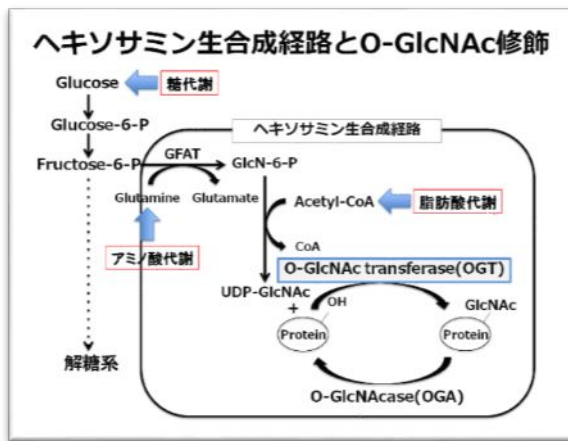 ヘキソサミン生合成経路とO-GlcNAc修飾
Glucose
糖代謝
Glucose-6-P
ヘキソサミン生合成経路
Fructose-6-P
GFAT
GlcN-6-P
Glutamine
Glutamate
Acetyl-CoA
脂肪酸代謝
アミノ酸代謝
CoA
O-GlcNAc transferase(OGT)
UDP-GlcNAc
+
OH
GlcNAc
Protein
Protein
解糖系
O-GlcNAcase(OGA)